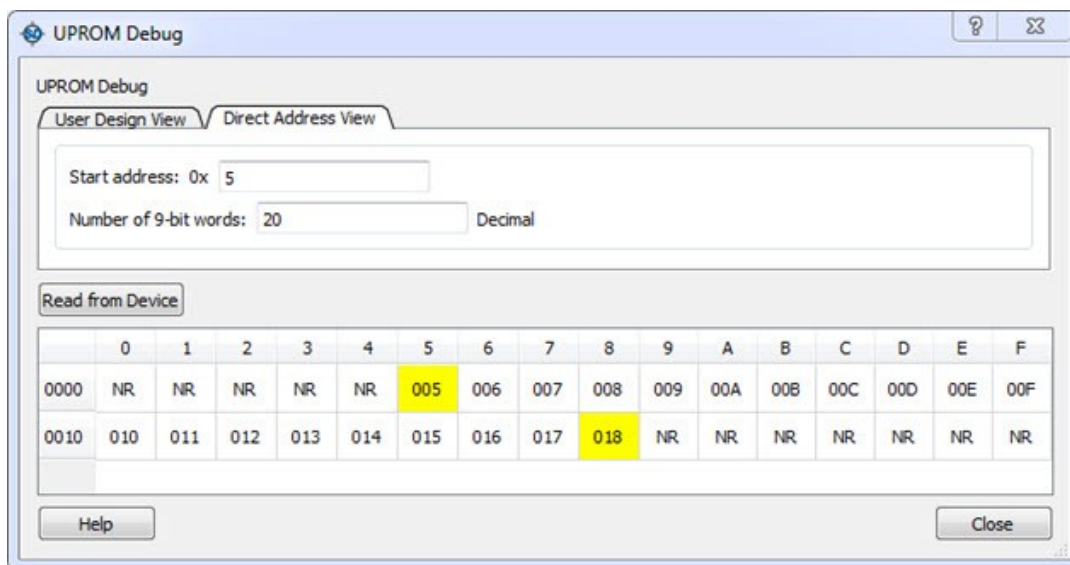 UPROM Debug
UPROM Debug
User Design View Direct Address View
Start address: 0x 5
Number of 9-bit words: 20 Decimal
Read from Device
0 1 2 3 4 5 6 7 8 9 A B C D E F
0000 NR NR NR NR NR 005 006 007 008 009 00A 00B 00C 00D 00E 00F
0010 010 011 012 013 014 015 016 017 018 NR NR NR NR NR NR NR
Help Close